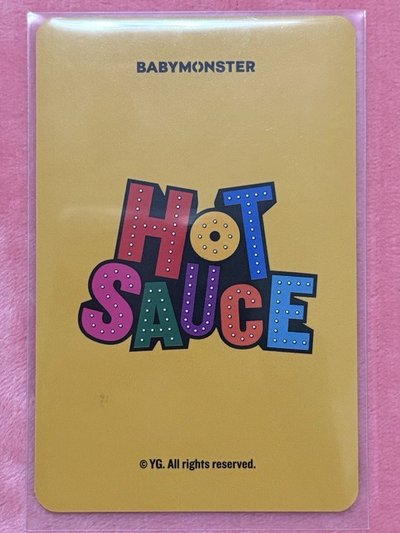 BABYMONSTER
HOT
SAUCE
© YG. All rights reserved.